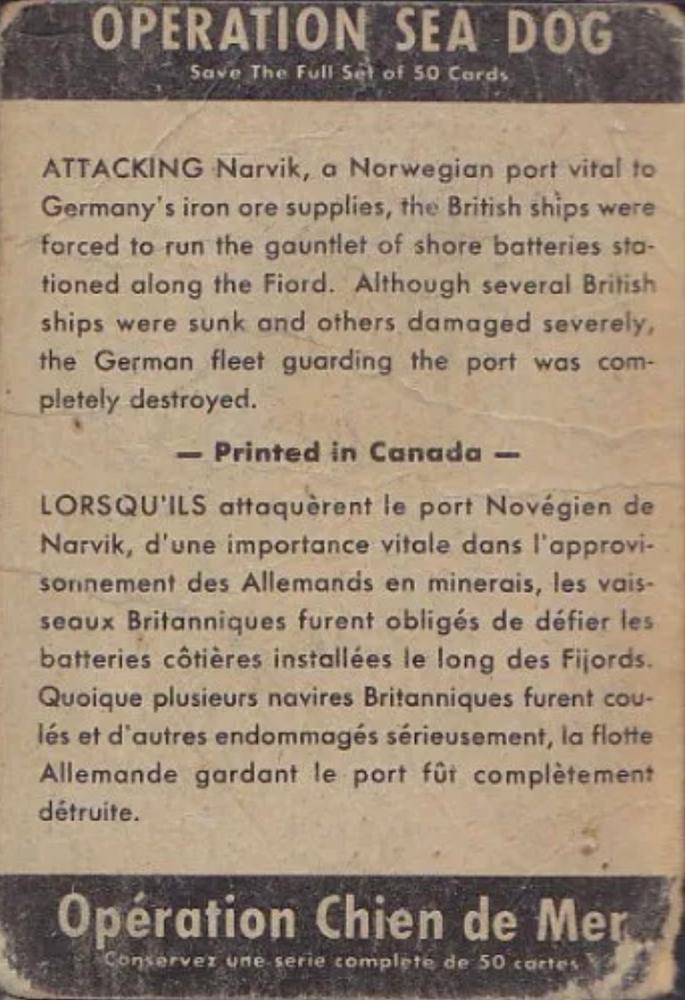 OPERATION SEA DOG
Save The Full Set of 50 Cards
ATTACKING Narvik, a Norwegian port vital to
Germany's iron ore supplies, the British ships were
forced to run the gauntlet of shore batteries sta-
tioned along the Fiord. Although several British
ships were sunk and others damaged severely,
the German fleet guarding the port was com-
pletely destroyed.
— Printed in Canada —
LORSQU'ILS attaquèrent le port Novégien de
Narvik, d'une importance vitale dans l'approvi-
sonnement des Allemands en minerais, les vais-
seaux Britanniques furent obligés de défier les
batteries côtières installées le long des Fijords.
Quoique plusieurs navires Britanniques furent cou-
lés et d'autres endommagés sérieusement, la flotte
Allemande gardant le port fût complètement
détruite.
Opération Chien de Mer
Conservez une serie complete de 50 cartes